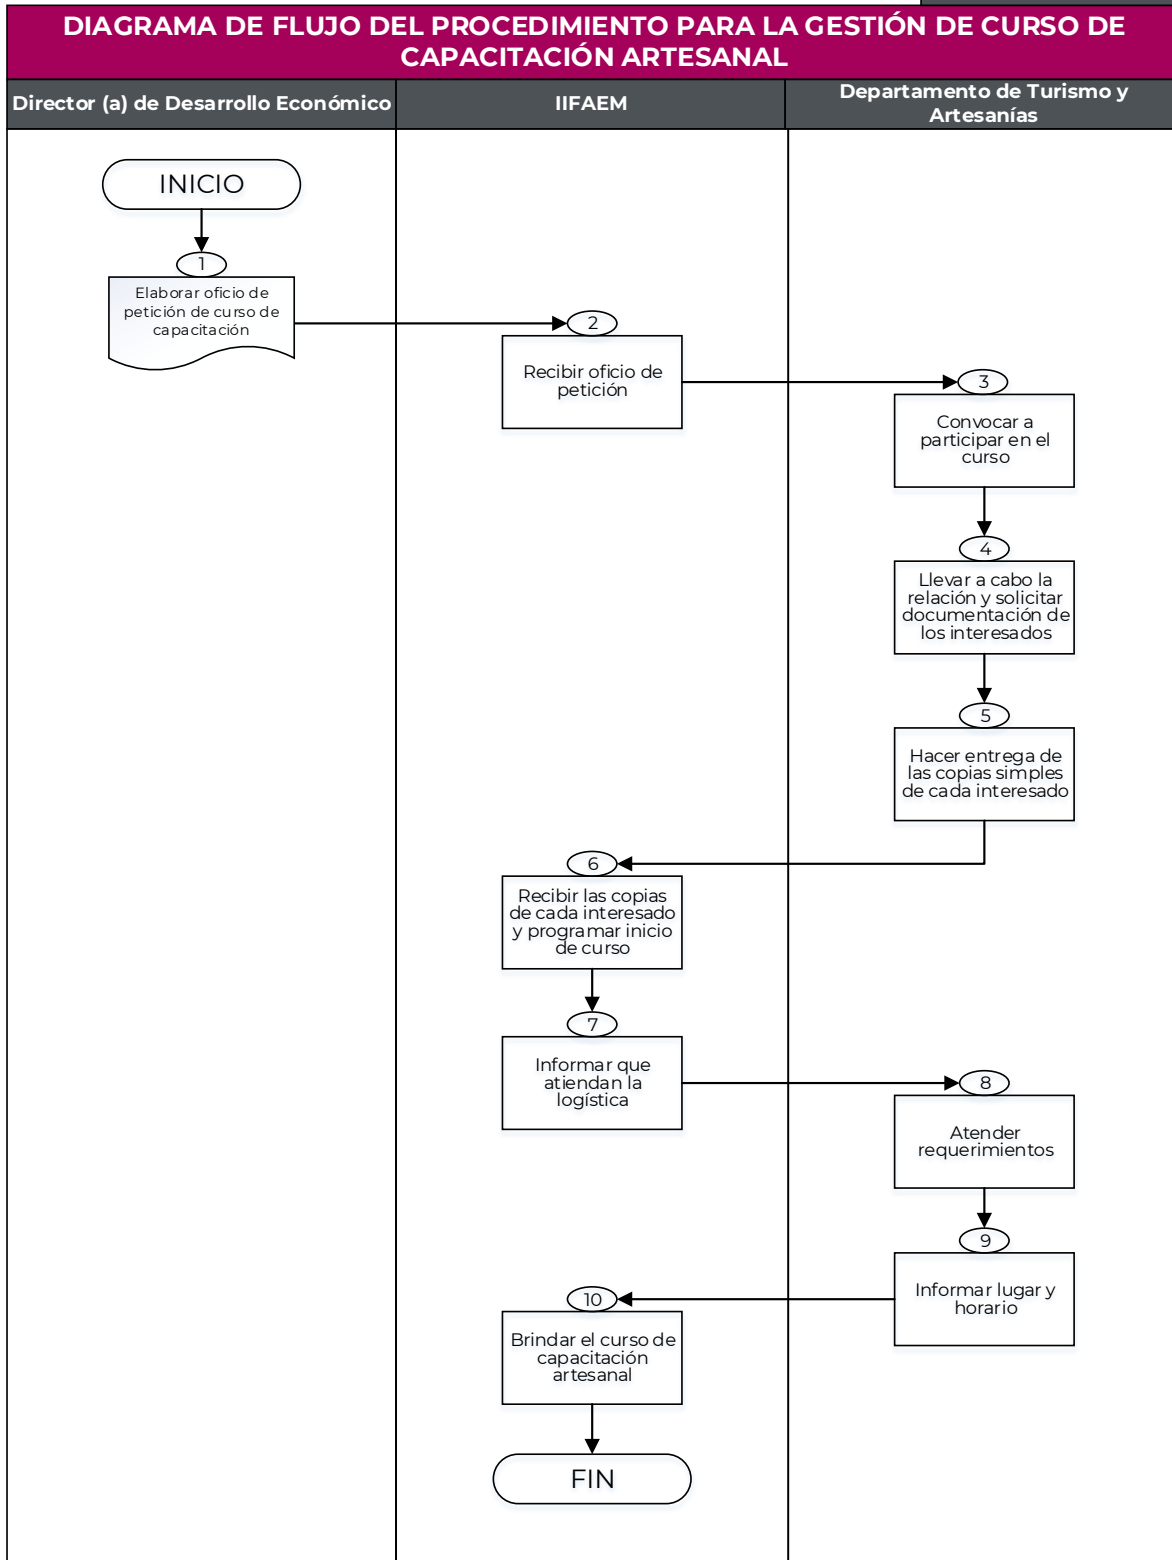 DIAGRAMA DE FLUJO DEL PROCEDIMIENTO PARA LA GESTIÓN DE CURSO DE
CAPACITACIÓN ARTESANAL
Director (a) de Desarrollo Económico
IIFAEM
Departamento de Turismo y
Artesanías
INICIO
1
Elaborar oficio de
petición de curso de
capacitación
2
Recibir oficio de
petición
3
Convocar a
participar en el
curso
4
Llevar a cabo la
relación y solicitar
documentación de
los interesados
5
Hacer entrega de
las copias simples
de cada interesado
6
Recibir las copias
de cada interesado
y programar inicio
de curso
7
Informar que
atiendan la
logística
8
Atender
requerimientos
9
Informar lugar y
horario
10
Brindar el curso de
capacitación
artesanal
FIN